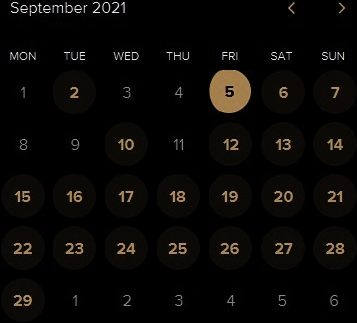 September 2021
MON TUE WED THU FRI SAT SUN
1 2 3 4 5 6 7
8 9 10 11 12 13 14
15 16 17 18 19 20 21
22 23 24 25 26 27 28
29 1 2 3 4 5 6